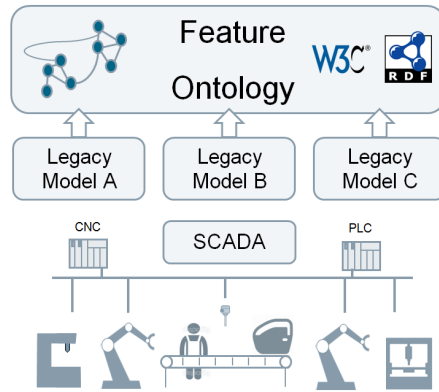 Feature
Ontology
W3C®
RDF
Legacy
Model A
Legacy
Model B
Legacy
Model C
CNC
SCADA
PLC